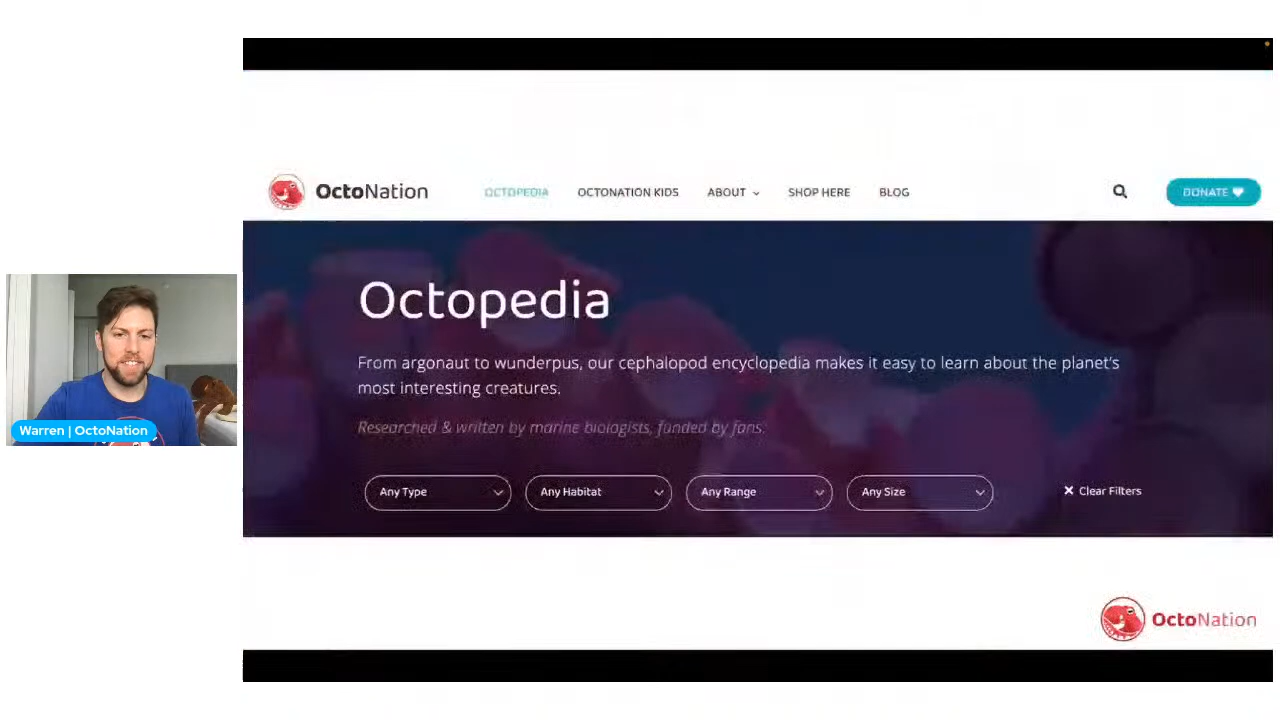 OctoNation
OCTOPEDIA
OCTONATION KIDS
ABOUT
SHOP HERE
BLOG
DONATE
Octopedia
From argonaut to wunderpus, our cephalopod encyclopedia makes it easy to learn about the planet's
most interesting creatures.
Researched & written by marine biologists, funded by fans.
Any Type
Any Habitat
Any Range
Any Size
Clear Filters
Warren | OctoNation
OctoNation